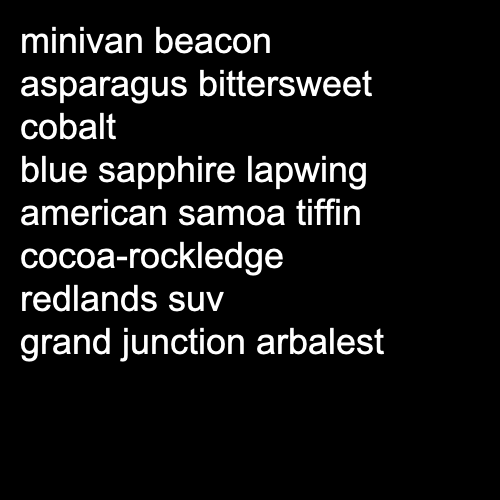 minivan beacon
asparagus bittersweet
cobalt
blue sapphire lapwing
american samoa tiffin
cocoa-rockledge
redlands suv
grand junction arbalest